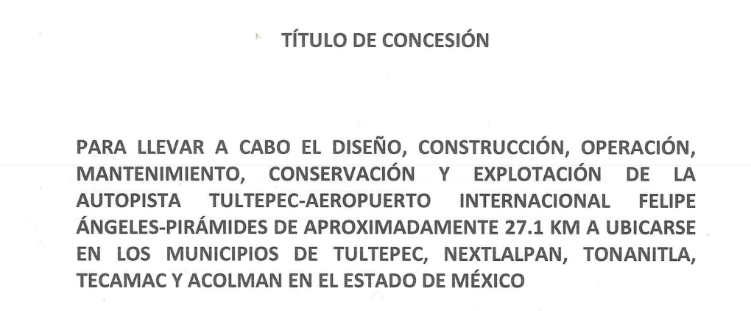 TÍTULO DE CONCESIÓN
PARA LLEVAR A CABO EL DISEÑO, CONSTRUCCIÓN, OPERACIÓN,
MANTENIMIENTO, CONSERVACIÓN Y EXPLOTACIÓN DE LA
AUTOPISTA TULTEPEC-AEROPUERTO INTERNACIONAL FELIPE
ÁNGELES-PIRÁMIDES DE APROXIMADAMENTE 27.1 KM A UBICARSE
EN LOS MUNICIPIOS DE TULTEPEC, NEXTLALPAN, TONANITLA,
TECAMAC Y ACOLMAN EN EL ESTADO DE MÉXICO